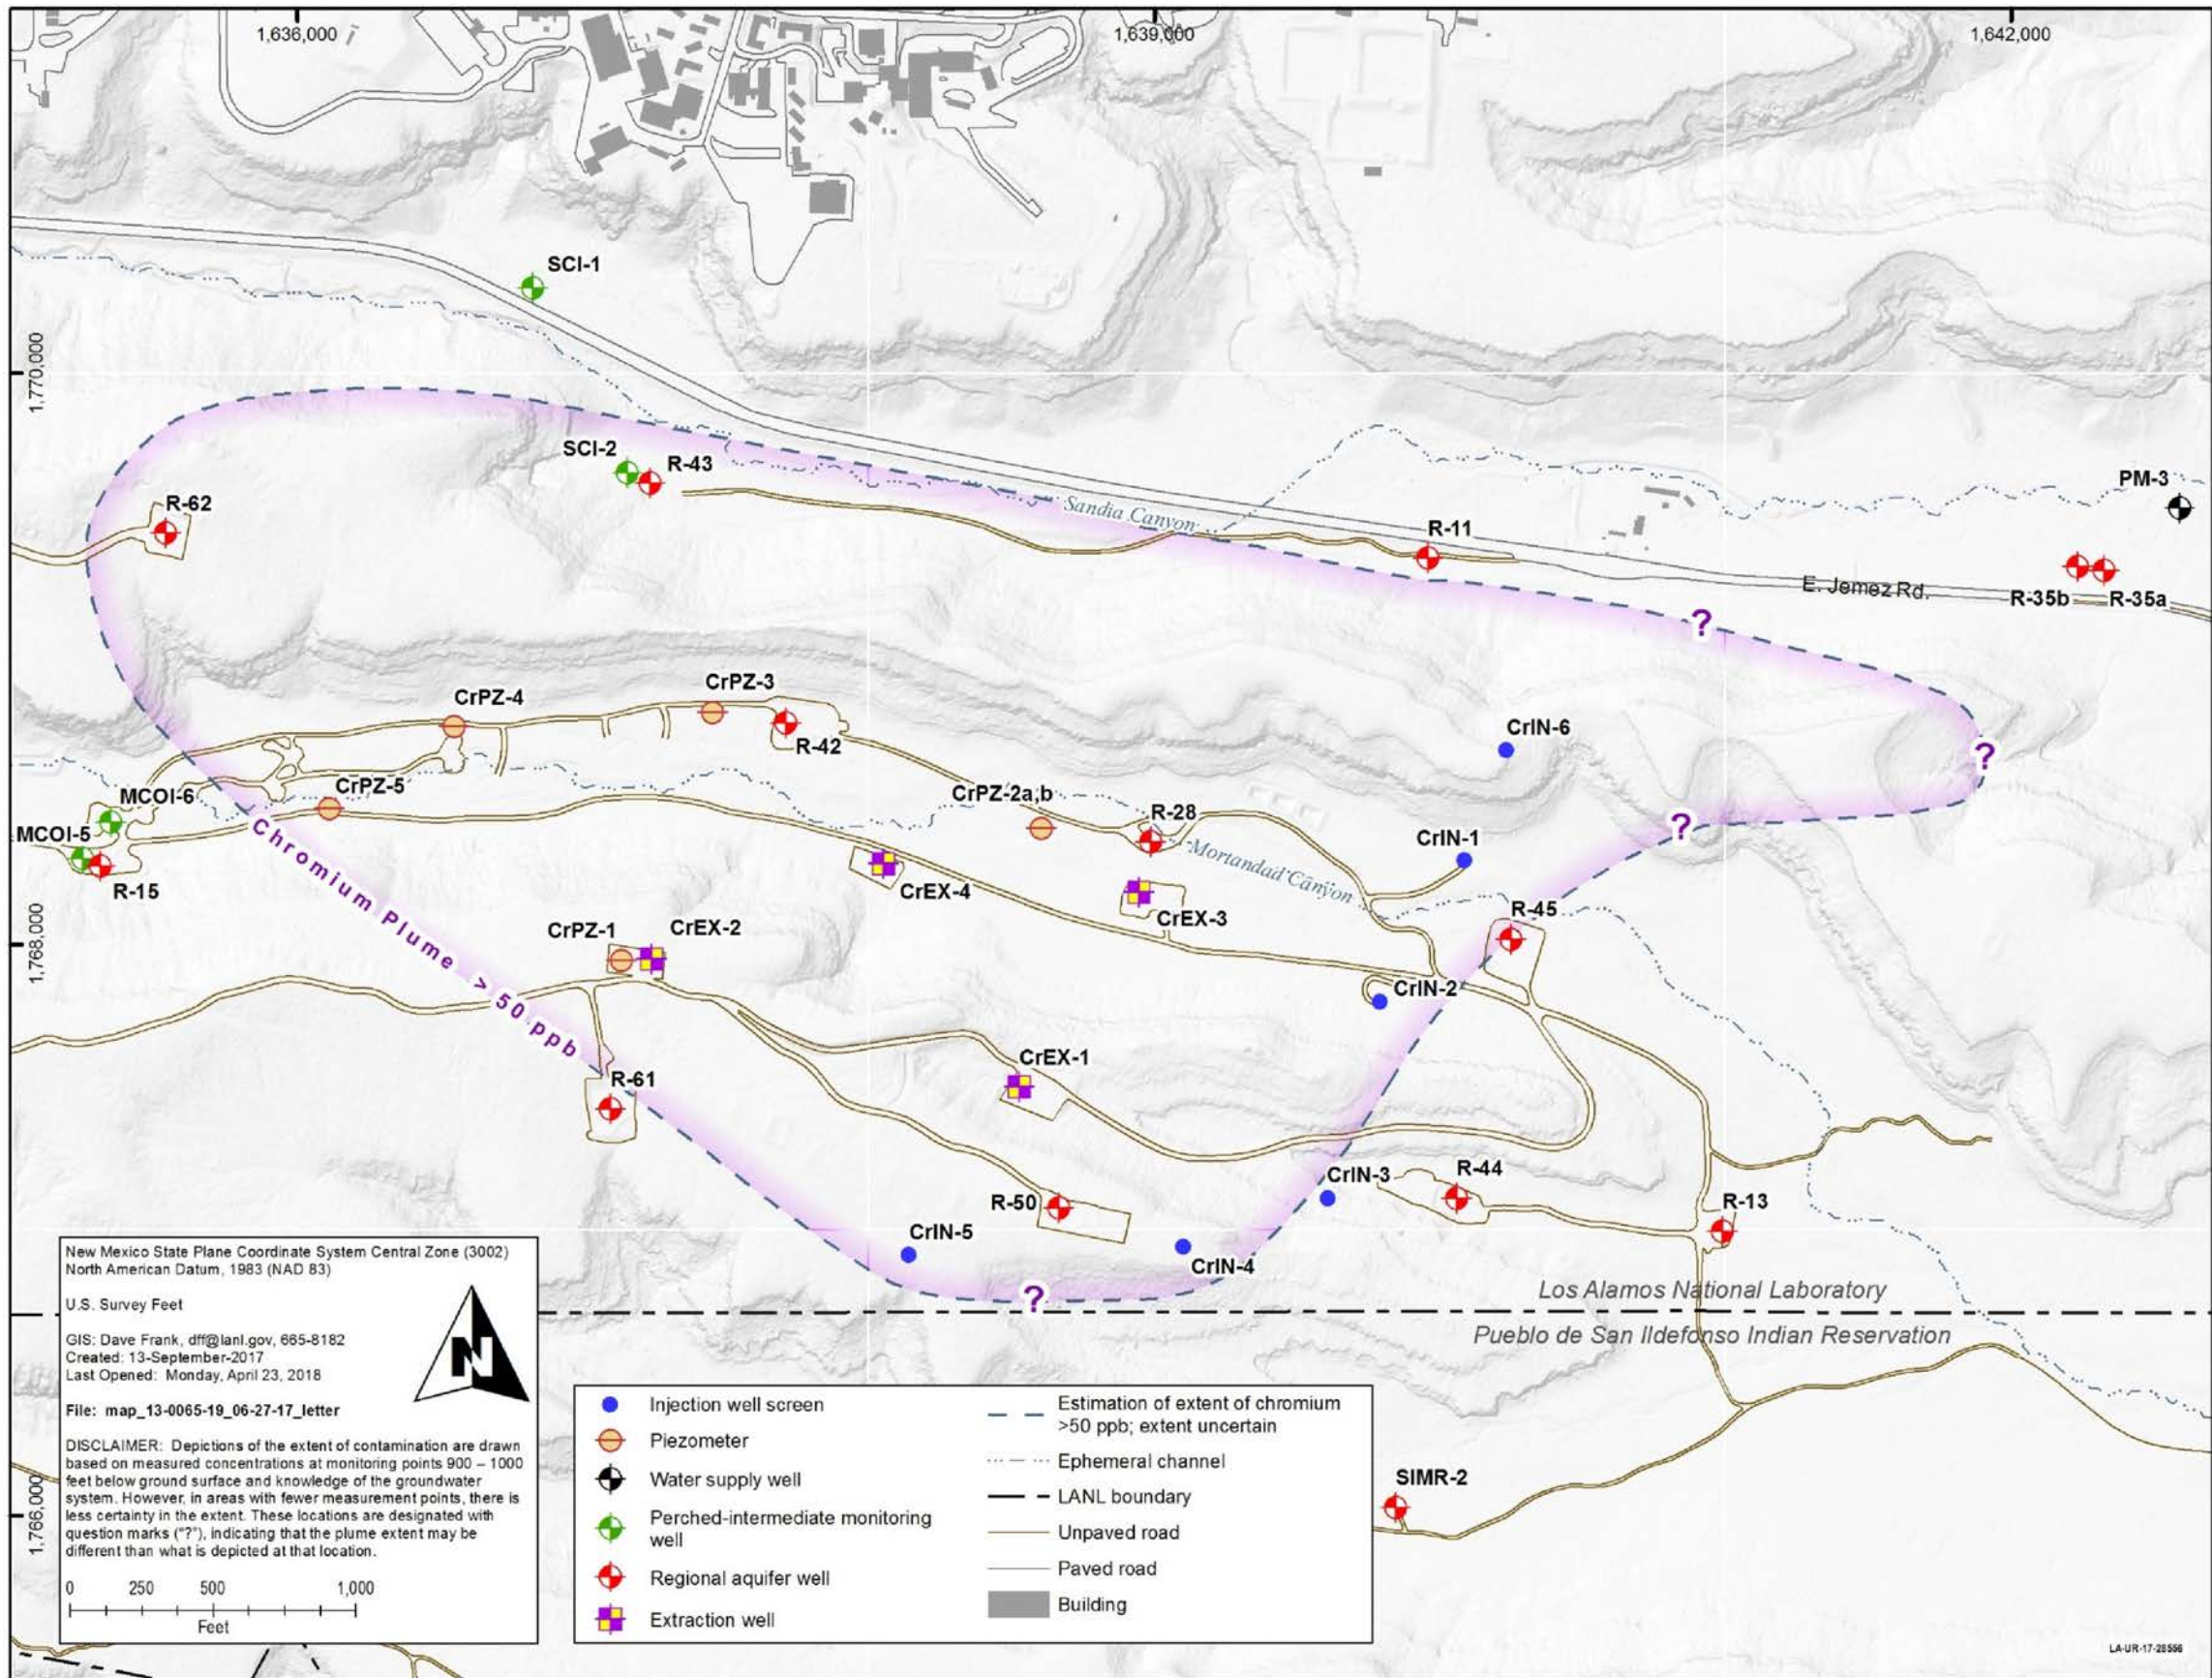 1,636,000
1,639,000
1,642,000
1,770,000
1,768,000
1,766,000
SCI-1
SCI-2
R-43
R-62
PM-3
Sandia Canyon
R-11
E. Jemez Rd.
R-35b
R-35a
?
CrPZ-4
CrPZ-3
R-42
CrIN-6
?
CrPZ-5
MCOI-6
MCOI-5
R-15
CrPZ-2a,b
R-28
?
CrIN-1
Mortandad Canyon
CrEX-4
CrEX-3
R-45
Chromium Plume > 50 ppb
CrPZ-1
CrEX-2
CrIN-2
CrEX-1
R-61
CrIN-3
R-44
R-50
R-13
CrIN-5
CrIN-4
?
Los Alamos National Laboratory
Pueblo de San Ildefonso Indian Reservation
SIMR-2
New Mexico State Plane Coordinate System Central Zone (3002)
North American Datum, 1983 (NAD 83)
U.S. Survey Feet
GIS: Dave Frank, dff@lanl.gov, 665-8182
Created: 13-September-2017
Last Opened: Monday, April 23, 2018
File: map_13-0065-19_06-27-17_letter
N
DISCLAIMER: Depictions of the extent of contamination are drawn
based on measured concentrations at monitoring points 900 – 1000
feet below ground surface and knowledge of the groundwater
system. However, in areas with fewer measurement points, there is
less certainty in the extent. These locations are designated with
question marks ("?"), indicating that the plume extent may be
different than what is depicted at that location.
0 250 500 1,000
Feet
Injection well screen
Piezometer
Water supply well
Perched-intermediate monitoring
well
Regional aquifer well
Extraction well
Estimation of extent of chromium
>50 ppb; extent uncertain
Ephemeral channel
LANL boundary
Unpaved road
Paved road
Building
LA-UR-17-28556